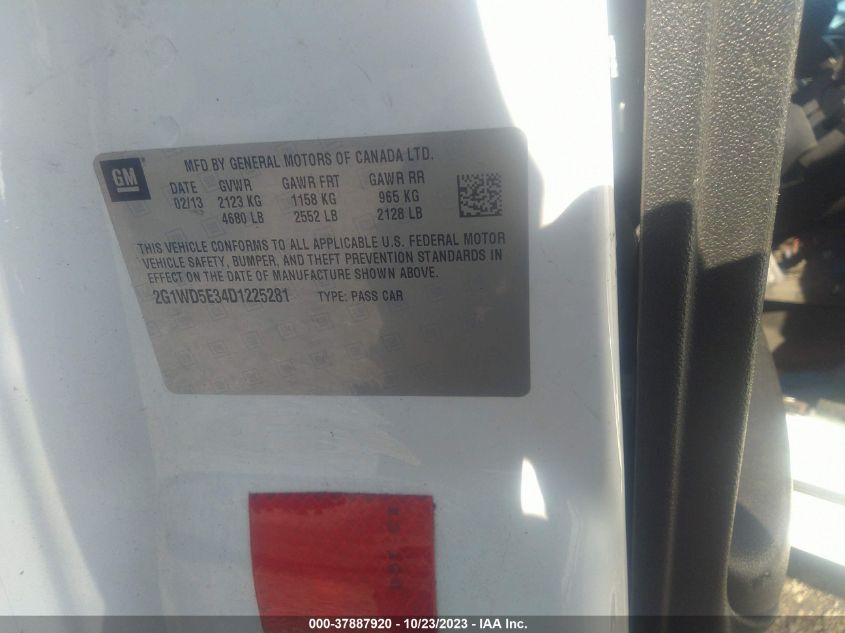 GM
MFD BY GENERAL MOTORS OF CANADA LTD.
DATE GVWR GAWR FRT GAWR RR
02/13 2123 KG 1158 KG 965 KG
4680 LB 2552 LB 2128 LB
THIS VEHICLE CONFORMS TO ALL APPLICABLE U.S. FEDERAL MOTOR
VEHICLE SAFETY, BUMPER, AND THEFT PREVENTION STANDARDS IN
EFFECT ON THE DATE OF MANUFACTURE SHOWN ABOVE.
2G1WD5E34D1225281 TYPE: PASS CAR
000-37887920 - 10/23/2023 - IAA Inc.